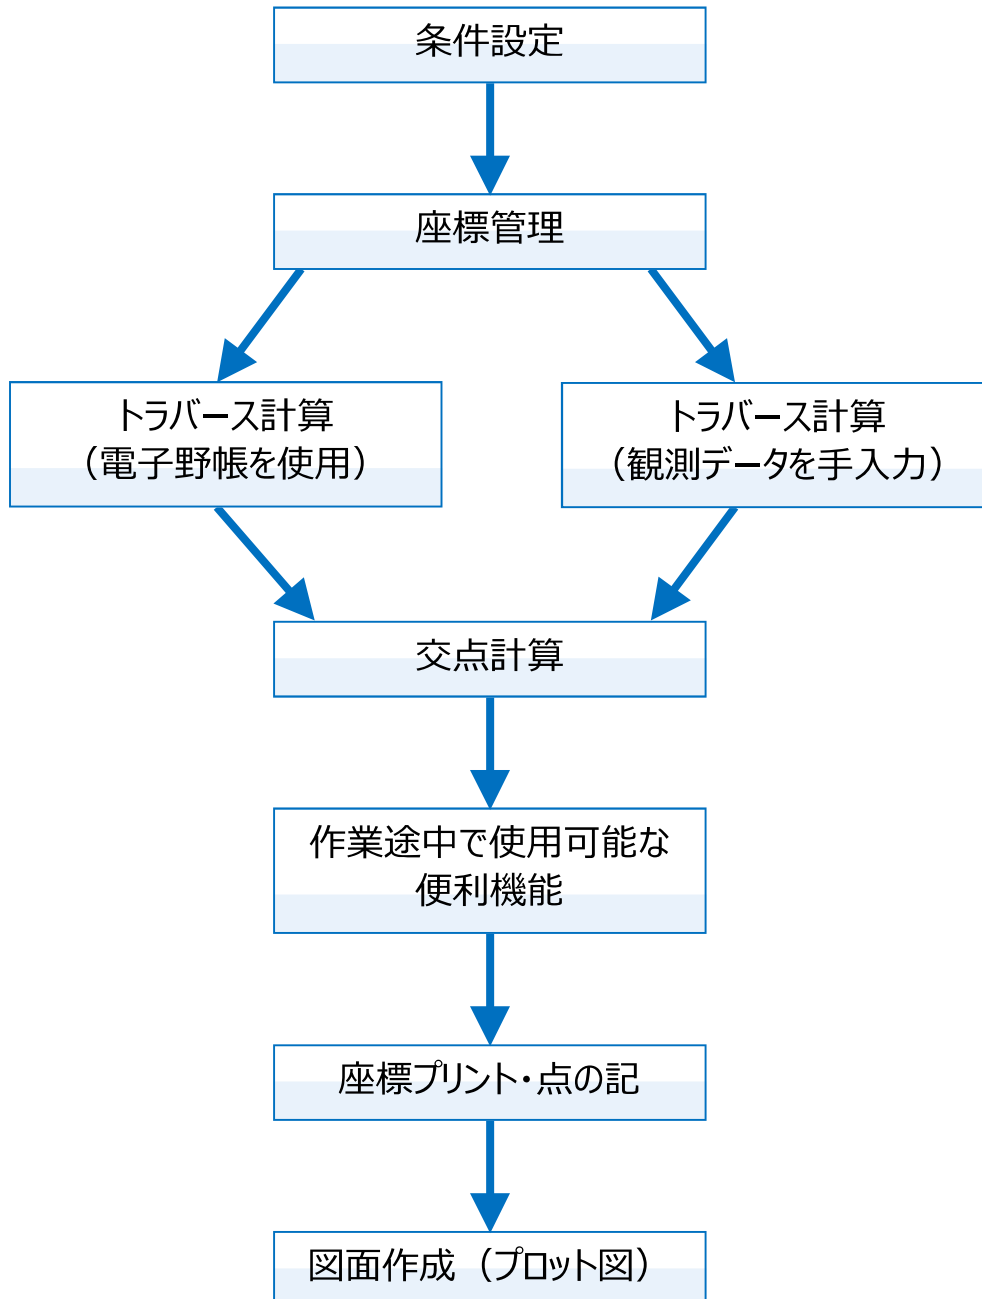 条件設定
座標管理
トラバース計算
（電子野帳を使用）
トラバース計算
（観測データを手入力）
交点計算
作業途中で使用可能な
便利機能
座標プリント・点の記
図面作成（プロット図）